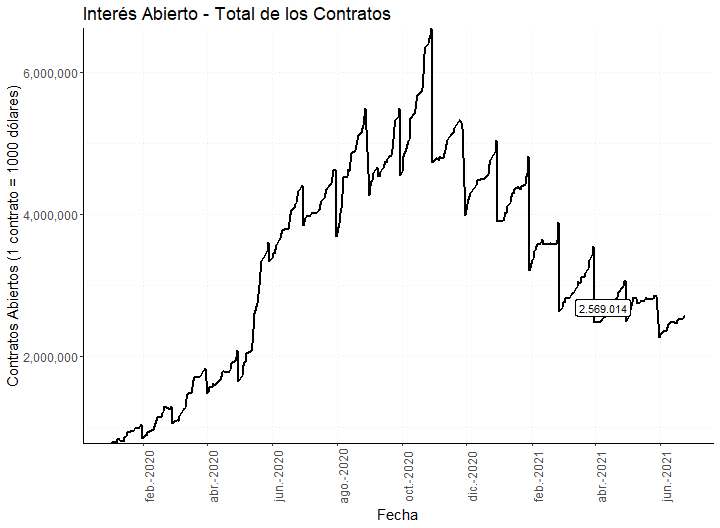 Interés Abierto - Total de los Contratos
Contratos Abiertos (1 contrato = 1000 dólares)
6,000,000
4,000,000
2,000,000
2.569.014
feb.-2020
abr.-2020
jun.-2020
ago.-2020
oct.-2020
dic.-2020
feb.-2021
abr.-2021
jun.-2021
Fecha